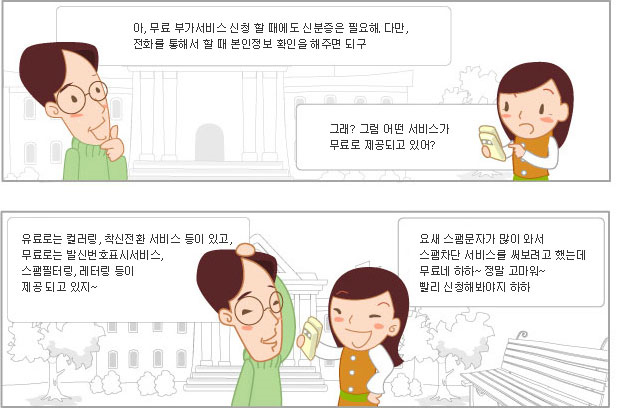 아, 무료 부가서비스 신청 할 때에도 신분증은 필요해. 다만,
전화를 통해서 할 때 본인정보 확인을 해주면 되구
그래? 그럼 어떤 서비스가
무료로 제공되고 있어?
유료로는 컬러링, 착신전환 서비스 등이 있고,
무료로는 발신번호표시서비스,
스팸필터링, 레터링 등이
제공 되고 있지~
요새 스팸문자가 많이 와서
스팸차단 서비스를 써보려고 했는데
무료네 하하~ 정말 고마워~
빨리 신청해봐야지 하하